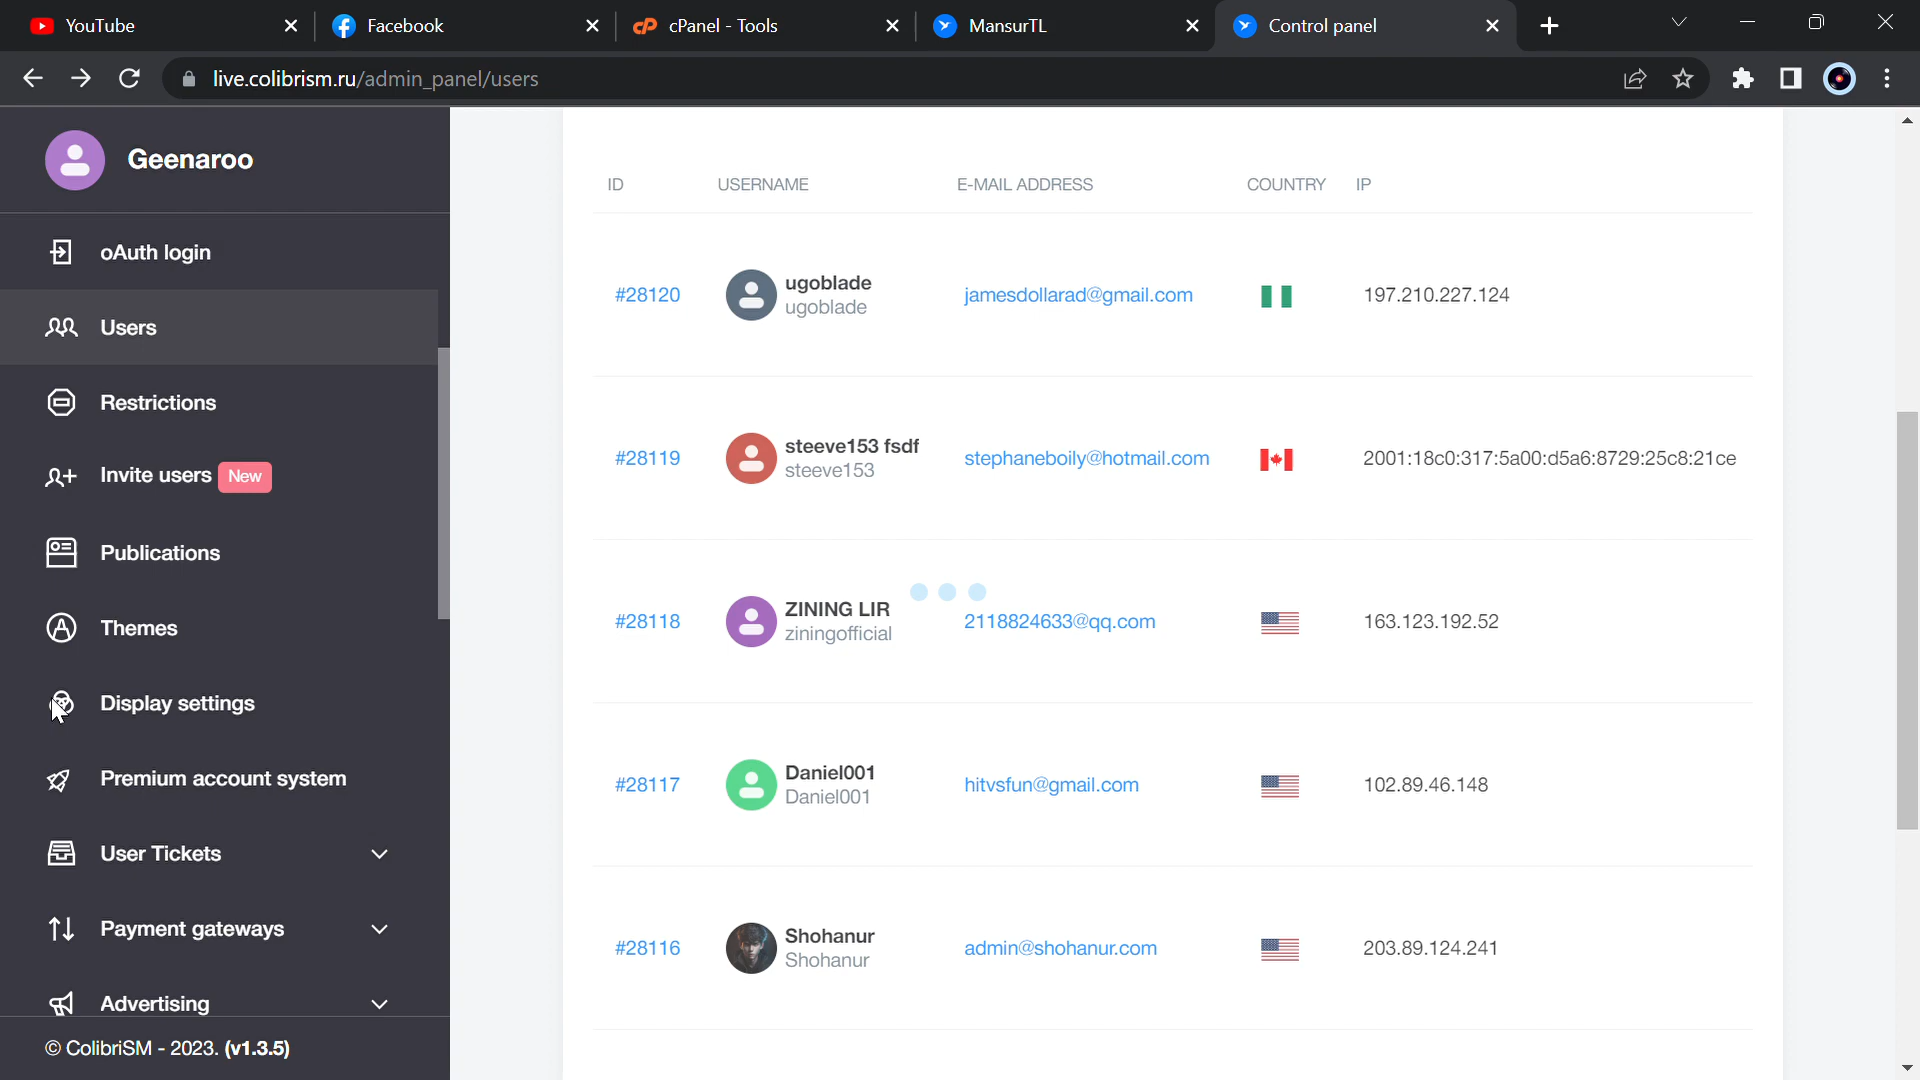 YouTube
Facebook
cPanel - Tools
MansurTL
Control panel
live.colibrism.ru/admin_panel/users
Geenaroo
oAuth login
Users
Restrictions
Invite users New
Publications
Themes
Display settings
Premium account system
User Tickets
Payment gateways
Advertising
© ColibriSM - 2023. (v1.3.5)
ID USERNAME E-MAIL ADDRESS COUNTRY IP
#28120 ugoblade jamesdollarad@gmail.com 197.210.227.124
ugoblade
#28119 steeve153 fsdf stephaneboily@hotmail.com 2001:18c0:317:5a00:d5a6:8729:25c8:21ce
steeve153
#28118 ZINING LIR 2118824633@qq.com 163.123.192.52
ziningofficial
#28117 Daniel001 hitvsfun@gmail.com 102.89.46.148
Daniel001
#28116 Shohanur admin@shohanur.com 203.89.124.241
Shohanur